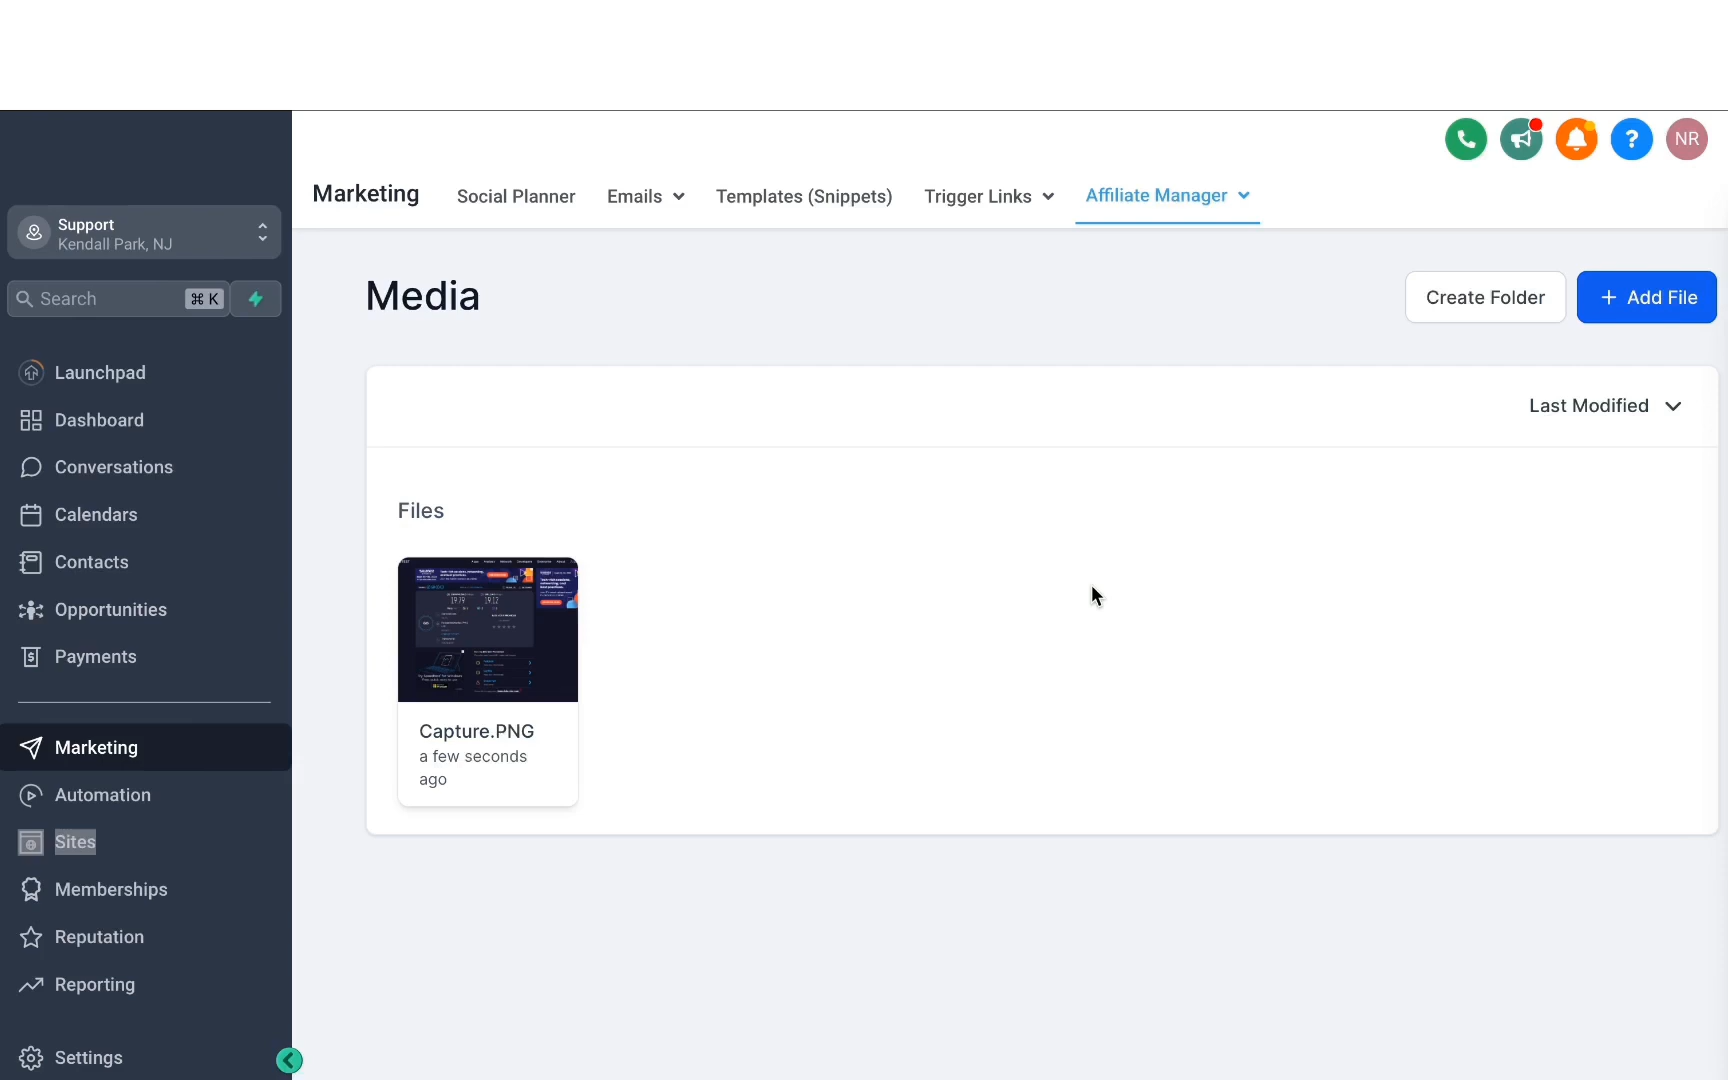 NR
Marketing
Social Planner
Emails
Templates (Snippets)
Trigger Links
Affiliate Manager
Support
Kendall Park, NJ
Search
⌘ K
Launchpad
Dashboard
Conversations
Calendars
Contacts
Opportunities
Payments
Marketing
Automation
Sites
Memberships
Reputation
Reporting
Settings
Media
Create Folder
+ Add File
Last Modified
Files
Capture.PNG
a few seconds
ago